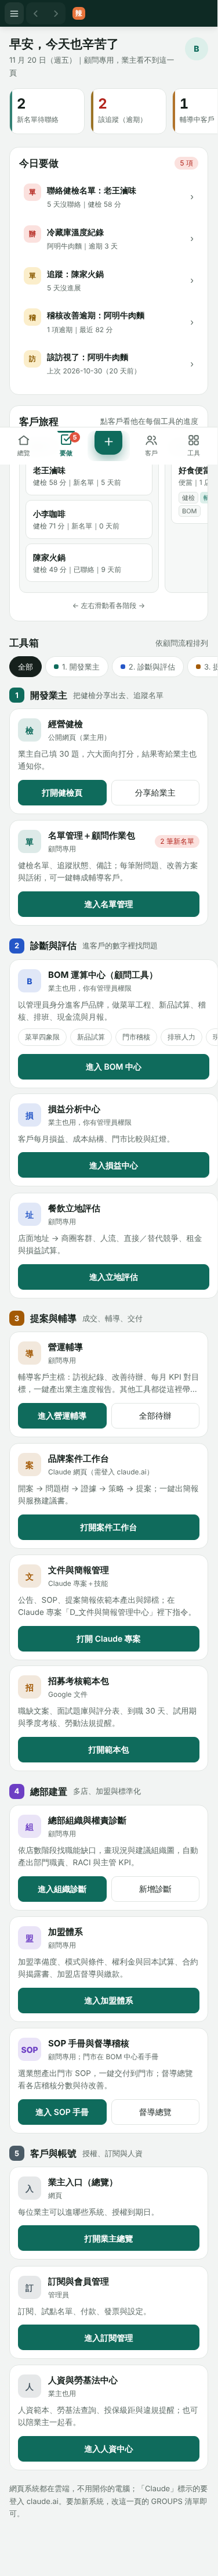 輔
早安，今天也辛苦了
11 月 20 日（週五）｜顧問專用，業主看不到這一
頁
B
2
新名單待聯絡
2
該追蹤（逾期）
1
輔導中客戶
今日要做
5 項
單
聯絡健檢名單：老王滷味
5 天沒聯絡｜健檢 58 分
›
辦
冷藏庫溫度紀錄
阿明牛肉麵｜逾期 3 天
›
單
追蹤：陳家火鍋
5 天沒進展
›
稽
稽核改善逾期：阿明牛肉麵
1 項逾期｜最近 82 分
›
訪
該訪視了：阿明牛肉麵
上次 2026-10-30（20 天前）
›
客戶旅程
點客戶看他在每個工具的進度
總覽
5
要做
+
客戶
工具
老王滷味
健檢 58 分｜新名單｜5 天前
小李咖啡
健檢 71 分｜新名單｜0 天前
陳家火鍋
健檢 49 分｜已聯絡｜9 天前
好食便當
便當｜1 店
健檢
BOM
← 左右滑動看各階段 →
工具箱
依顧問流程排列
全部
1. 開發業主
2. 診斷與評估
3. 提
1 開發業主 把健檢分享出去、追蹤名單
檢
經營健檢
公開網頁（業主用）
業主自己填 30 題，六大面向打分，結果寄給業主也
通知你。
打開健檢頁
分享給業主
單
名單管理＋顧問作業包
顧問專用
2 筆新名單
健檢名單、追蹤狀態、備註；每筆附問題、改善方案
與話術，可一鍵轉成輔導客戶。
進入名單管理
2 診斷與評估 進客戶的數字裡找問題
B
BOM 運算中心（顧問工具）
業主也用，你有管理員權限
以管理員身分進客戶品牌，做菜單工程、新品試算、稽
核、排班、現金流與月報。
菜單四象限
新品試算
門市稽核
排班人力
現
進入 BOM 中心
損
損益分析中心
業主也用，你有管理員權限
客戶每月損益、成本結構、門市比較與紅燈。
進入損益中心
址
餐飲立地評估
顧問專用
店面地址 → 商圈客群、人流、直接／替代競爭、租金
與損益試算。
進入立地評估
3 提案與輔導 成交、輔導、交付
導
營運輔導
顧問專用
輔導客戶主檔：訪視紀錄、改善待辦、每月 KPI 對目
標，一鍵產出業主進度報告。其他工具都從這裡帶…
進入營運輔導
全部待辦
案
品牌案件工作台
Claude 網頁（需登入 claude.ai）
開案 → 問題樹 → 證據 → 策略 → 提案；一鍵出簡報
與服務建議書。
打開案件工作台
文
文件與簡報管理
Claude 專案＋技能
公告、SOP、提案簡報依範本產出與歸檔；在
Claude 專案「D_文件與簡報管理中心」裡下指令。
打開 Claude 專案
招
招募考核範本包
Google 文件
職缺文案、面試題庫與評分表、到職 30 天、試用期
與季度考核、勞動法規提醒。
打開範本包
4 總部建置 多店、加盟與標準化
組
總部組織與權責診斷
顧問專用
依店數階段找職能缺口，畫現況與建議組織圖，自動
產出部門職責、RACI 與主管 KPI。
進入組織診斷
新增診斷
盟
加盟體系
顧問專用
加盟準備度、模式與條件、權利金與回本試算、合約
與揭露書、加盟店督導與繳款。
進入加盟體系
SOP
SOP 手冊與督導稽核
顧問專用；門市在 BOM 中心看手冊
選業態產出門市 SOP，一鍵交付到門市；督導總覽
看各店稽核分數與待改善。
進入 SOP 手冊
督導總覽
5 客戶與帳號 授權、訂閱與人資
入
業主入口（總覽）
網頁
每位業主可以進哪些系統、授權到期日。
打開業主總覽
訂
訂閱與會員管理
管理員
訂閱、試點名單、付款、發票與設定。
進入訂閱管理
人
人資與勞基法中心
業主也用
人資範本、勞基法查詢、投保級距與違規提醒；也可
以陪業主一起看。
進入人資中心
網頁系統都在雲端，不用開你的電腦；「Claude」標示的要
登入 claude.ai。要加新系統，改這一頁的 GROUPS 清單即
可。